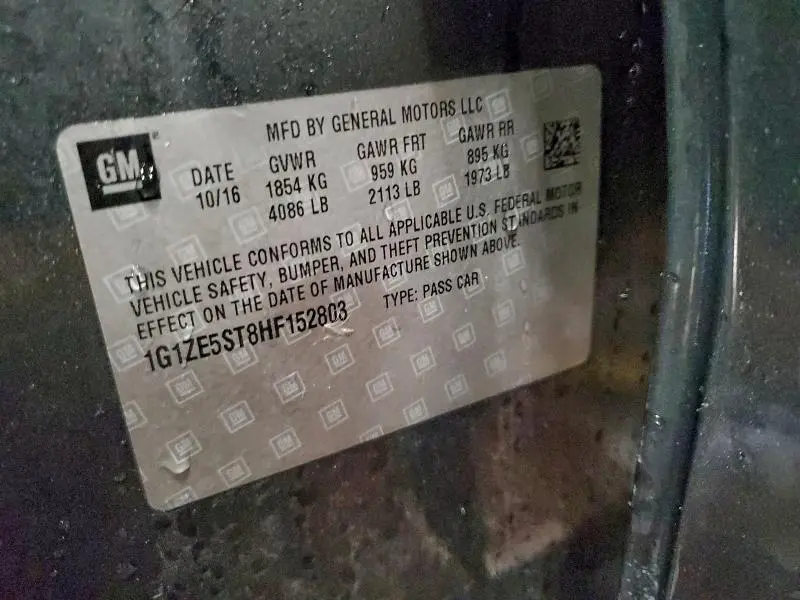 GM
MFD BY GENERAL MOTORS LLC
DATE GVWR GAWR FRT GAWR RR
10/16 1854 KG 959 KG 895 KG
4086 LB 2113 LB 1973 LB
THIS VEHICLE CONFORMS TO ALL APPLICABLE U.S. FEDERAL MOTOR
VEHICLE SAFETY, BUMPER, AND THEFT PREVENTION STANDARDS IN
EFFECT ON THE DATE OF MANUFACTURE SHOWN ABOVE.
1G1ZE5ST8HF152803 TYPE: PASS CAR